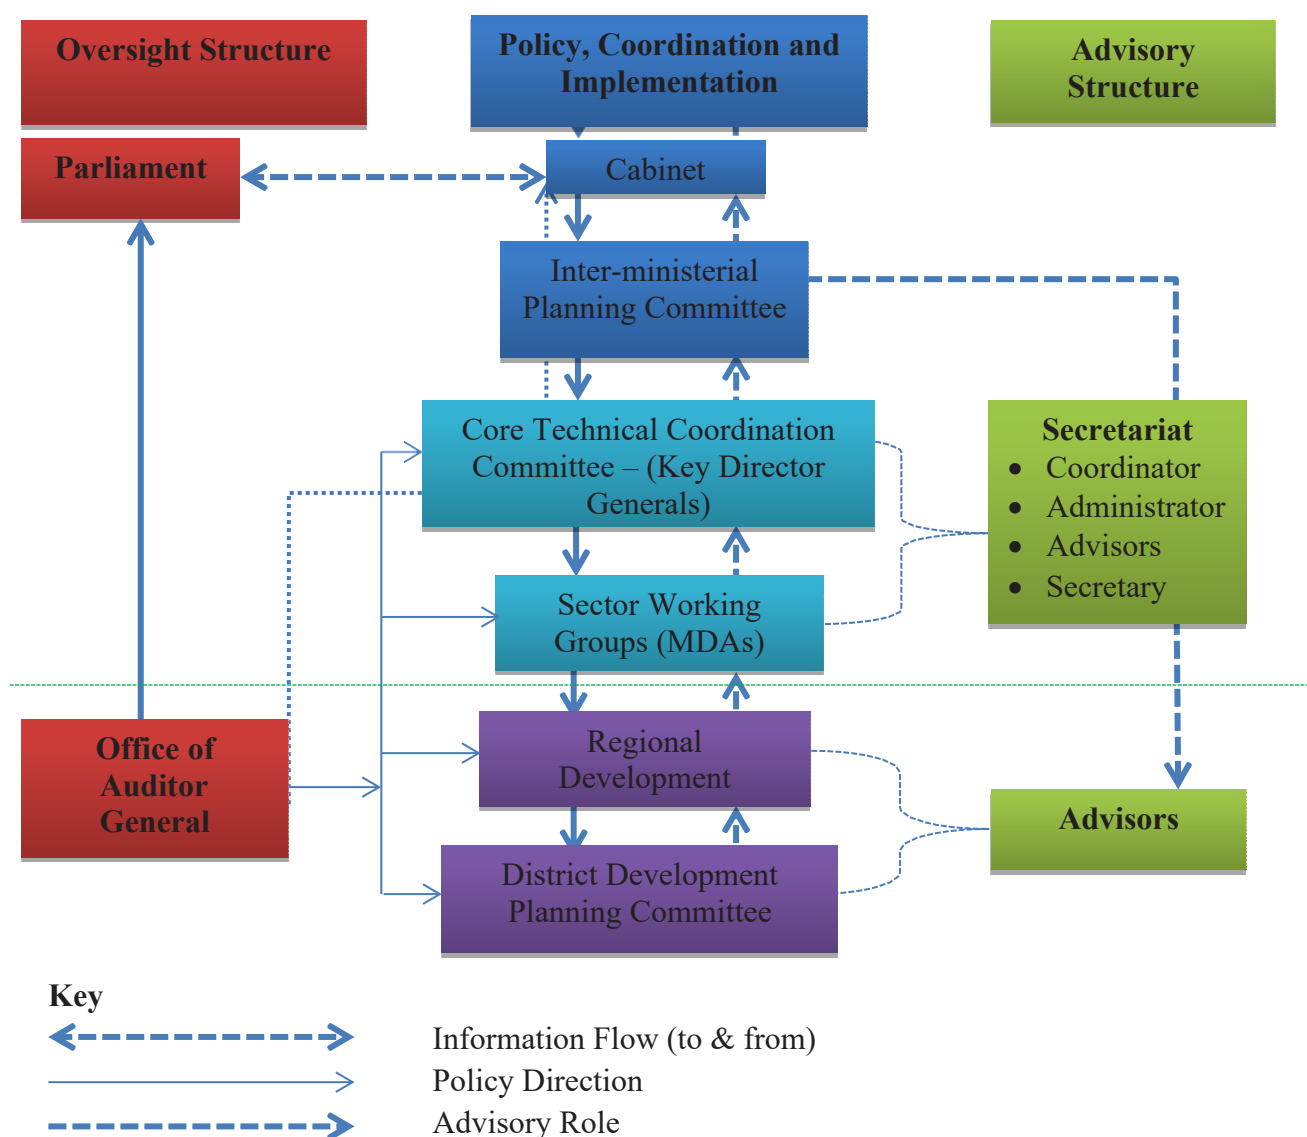 Oversight Structure
Policy, Coordination and
Implementation
Advisory
Structure
Parliament
Cabinet
Inter-ministerial
Planning Committee
Core Technical Coordination
Committee – (Key Director
Generals)
Secretariat
• Coordinator
• Administrator
• Advisors
• Secretary
Sector Working
Groups (MDAs)
Office of
Auditor
General
Regional
Development
Advisors
District Development
Planning Committee
Key
Information Flow (to & from)
Policy Direction
Advisory Role